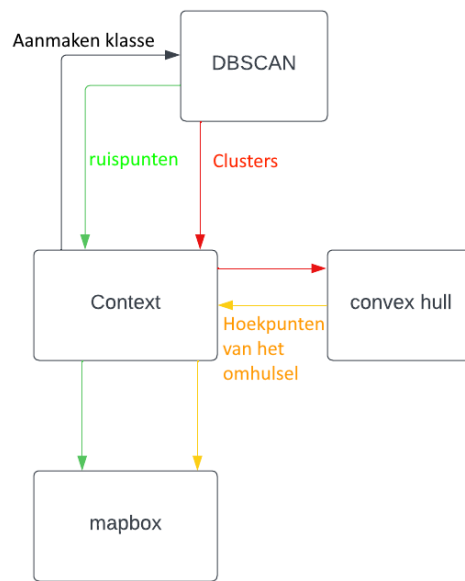 Aanmaken klasse
DBSCAN
ruispunten
Clusters
Context
convex hull
Hoekpunten
van het
omhulsel
mapbox